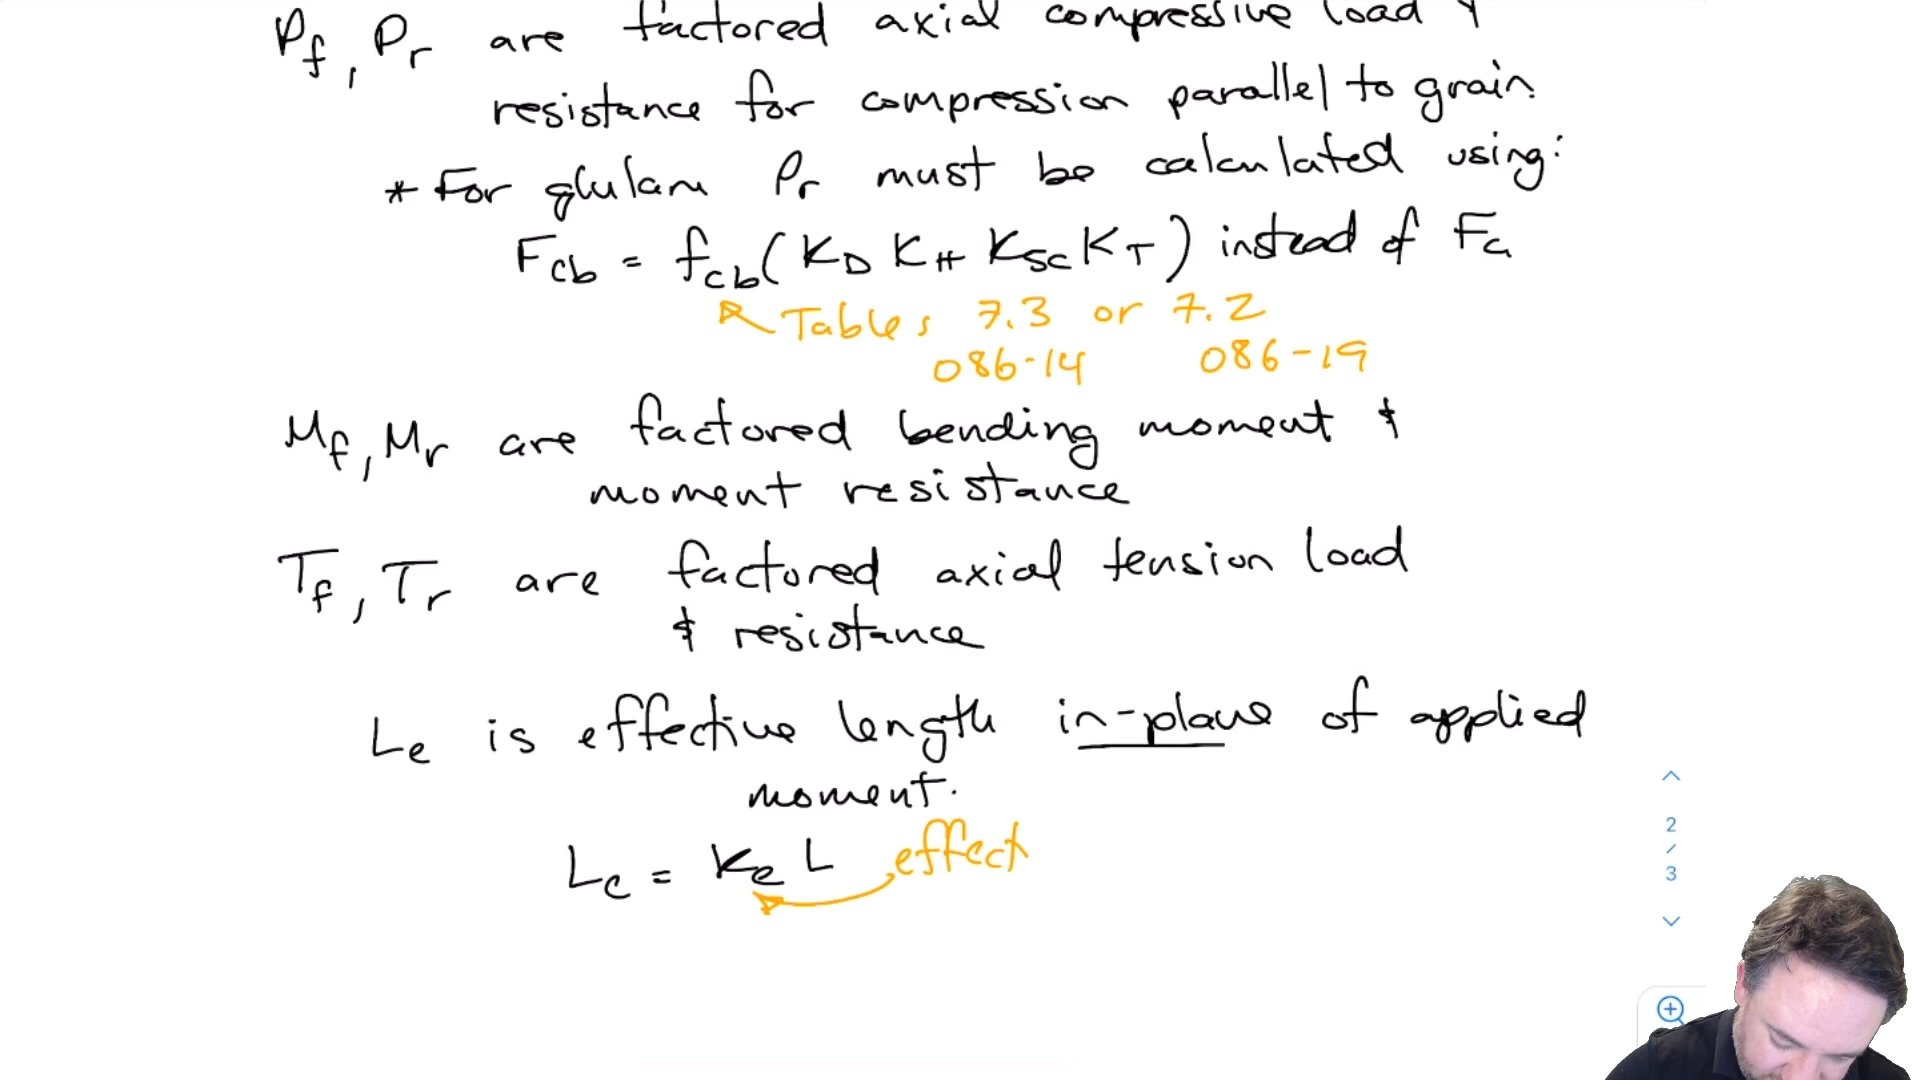 Pf, Pr are factored axial compressive load &
resistance for compression parallel to grain.
* For glulam Pr must be calculated using:
Fcb = fcb (KD KH KSC KT) instead of Fc
Tables 7.3 or 7.2
086-14 086-19
Mf, Mr are factored bending moment &
moment resistance
Tf, Tr are factored axial tension load
& resistance
Le is effective length in-plane of applied
moment.
Le = Ke L effect
2
/
3